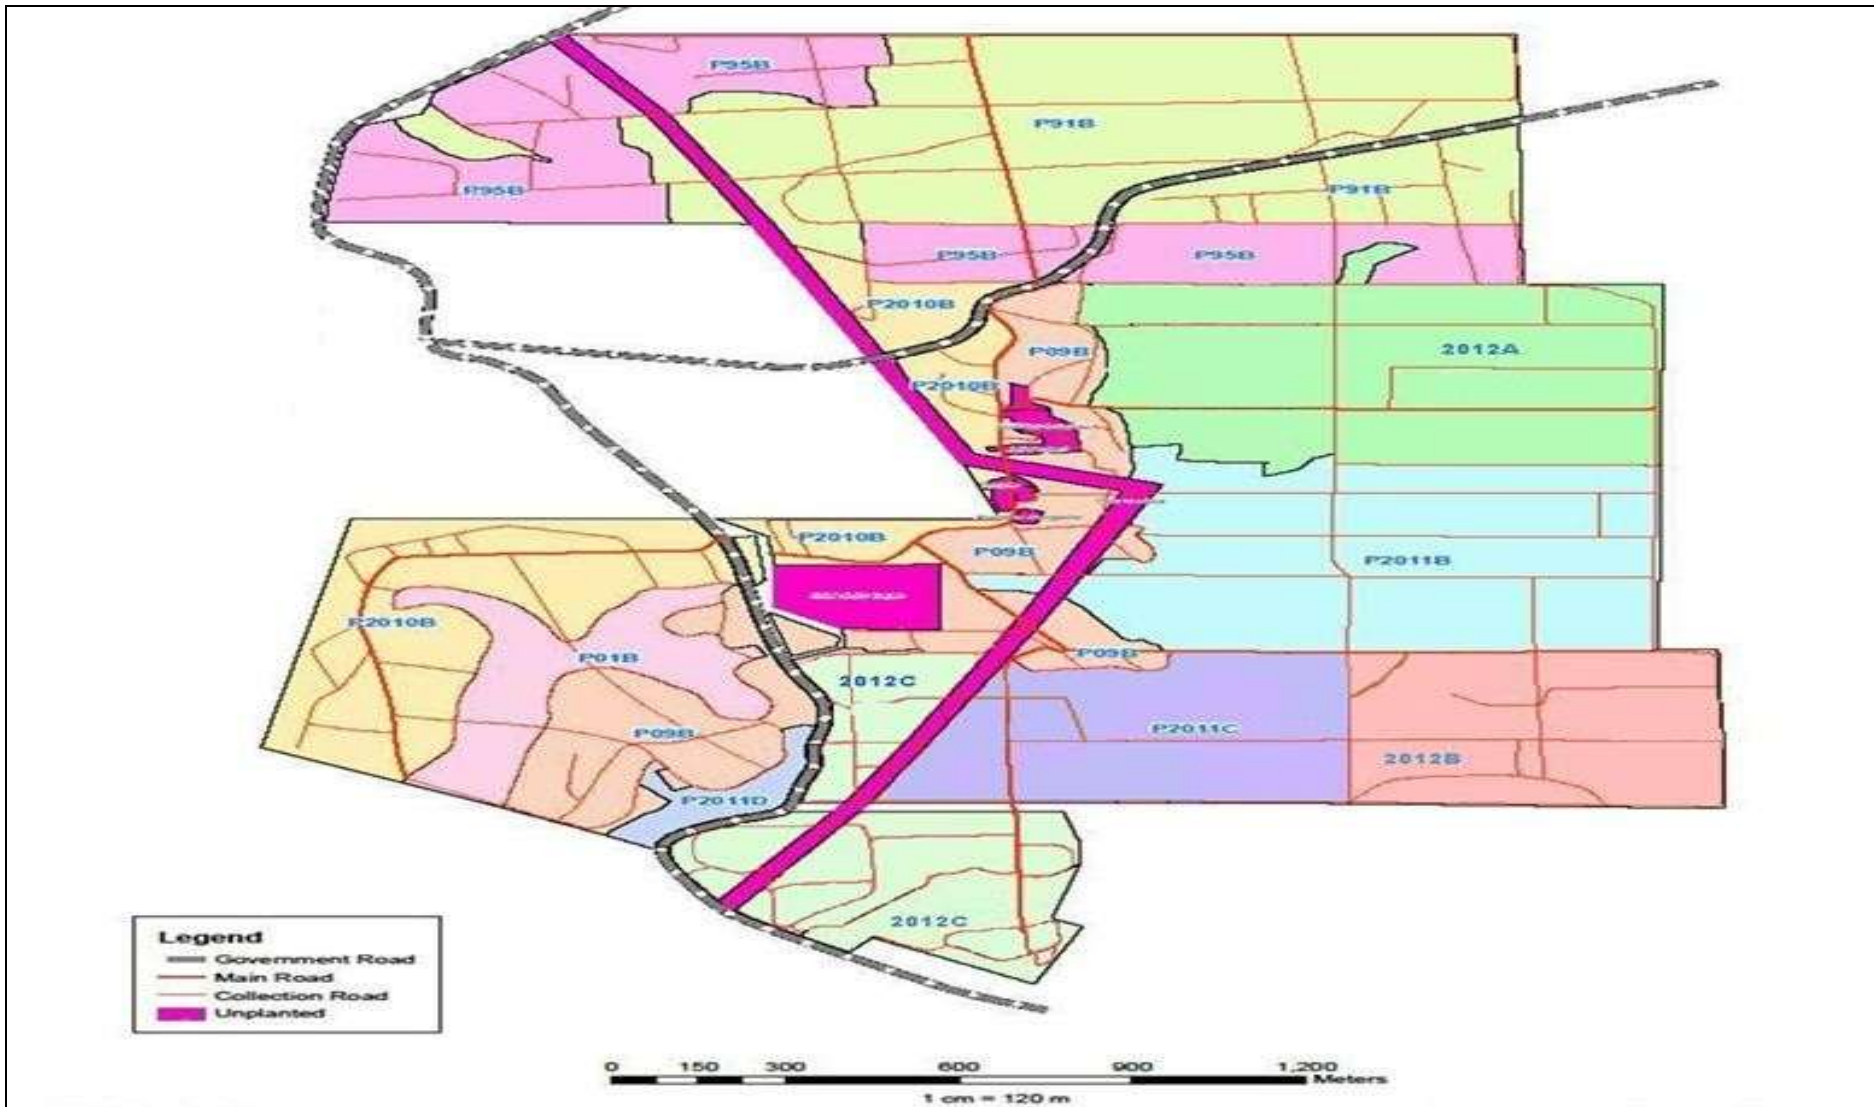 P95B
P91B
P95B
P91B
P95B
P95B
P2010B
P09B
2012A
P2010B
P2010B
P09B
P2011B
P2010B
P01B
P09B
2012C
P09B
P2011C
2012B
P2011D
2012C
Legend
Government Road
Main Road
Collection Road
Unplanted
0 150 300 600 900 1,200
Meters
1 cm = 120 m